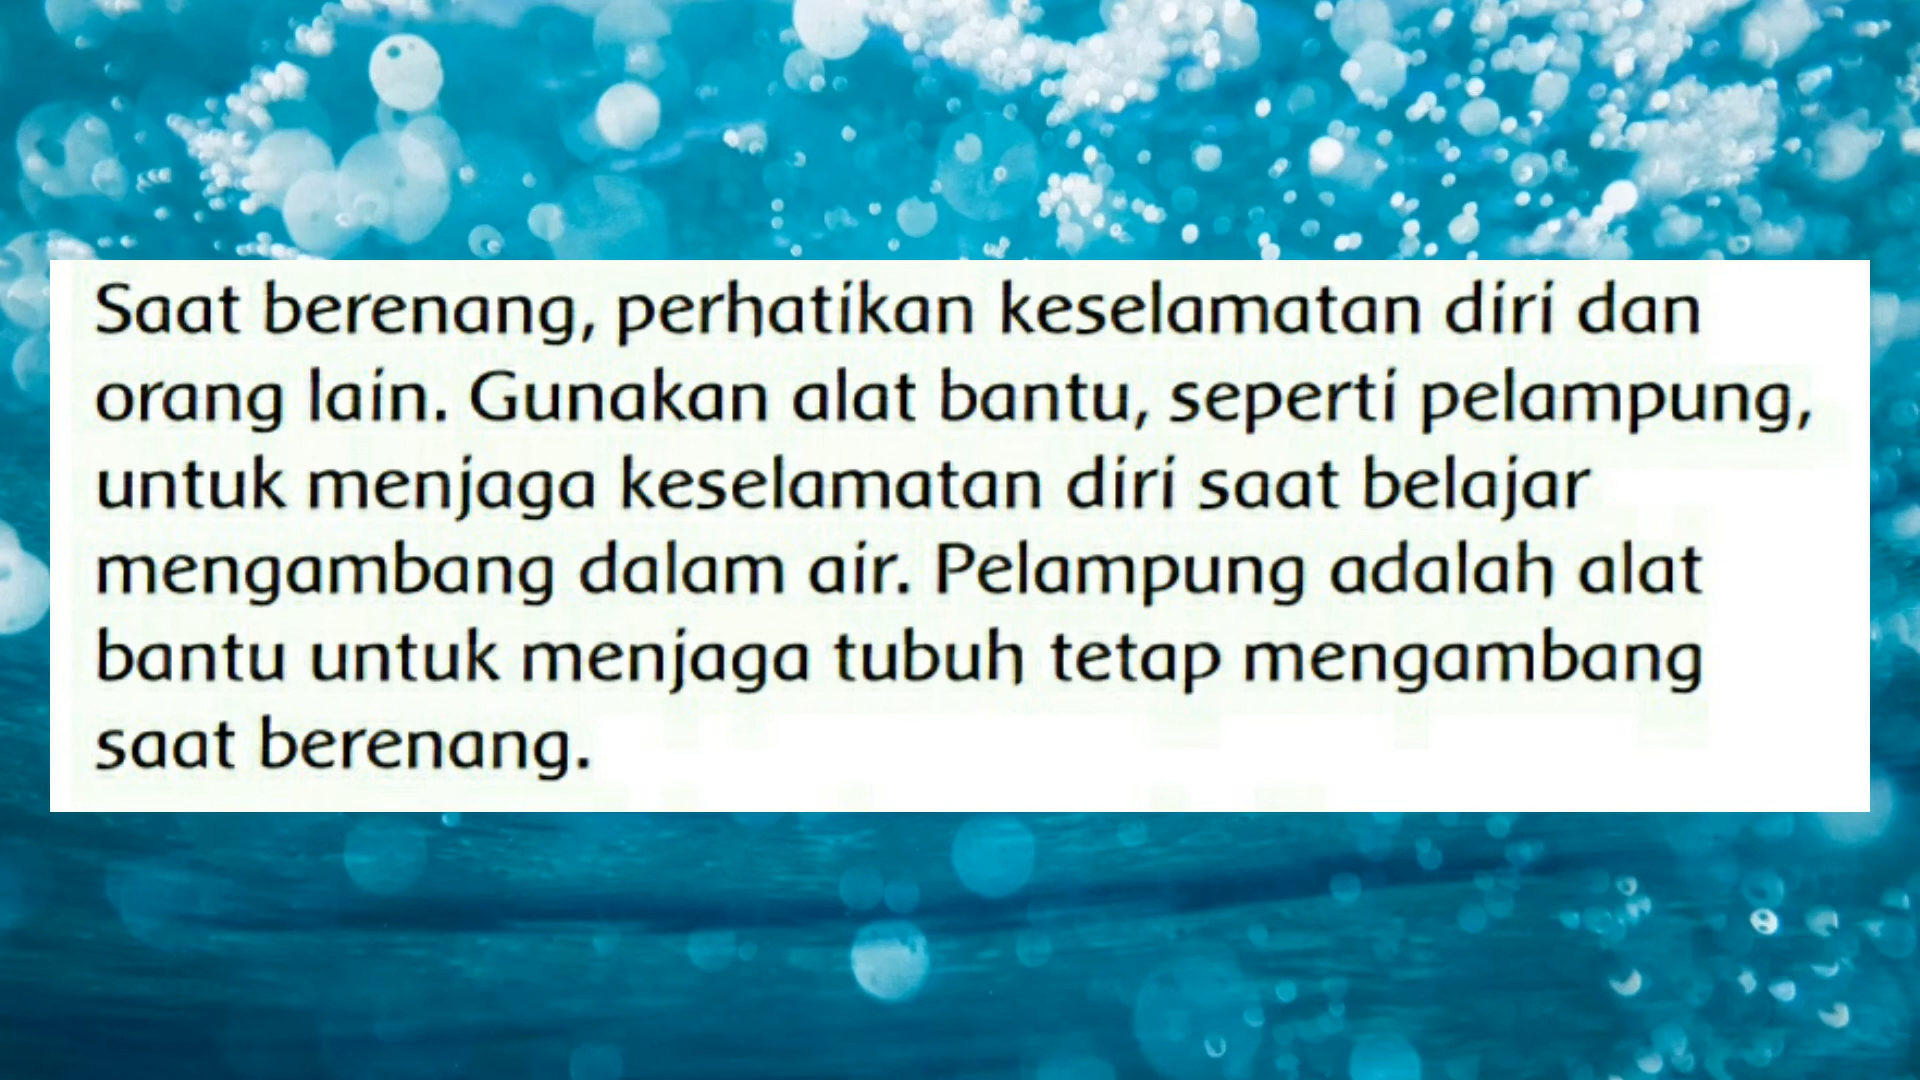 Saat berenang, perhatikan keselamatan diri dan
orang lain. Gunakan alat bantu, seperti pelampung,
untuk menjaga keselamatan diri saat belajar
mengambang dalam air. Pelampung adalah alat
bantu untuk menjaga tubuh tetap mengambang
saat berenang.